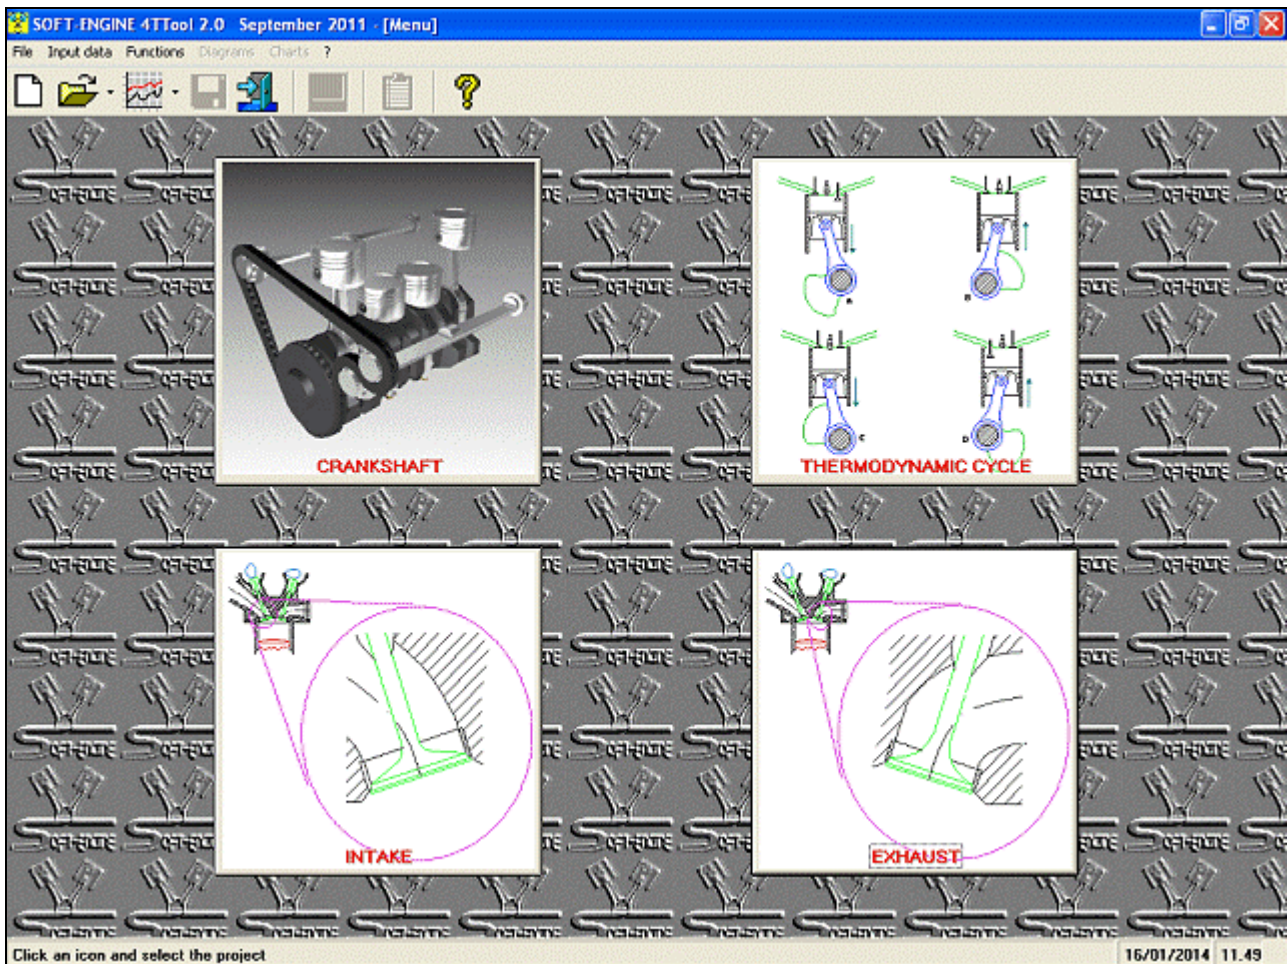 SOFT-ENGINE 4TTool 2.0 September 2011 - [Menu]
File Input data Functions Diagrams Charts ?
CRANKSHAFT
A
B
C
D
THERMODYNAMIC CYCLE
INTAKE
EXHAUST
Click an icon and select the project
16/01/2014 11.49